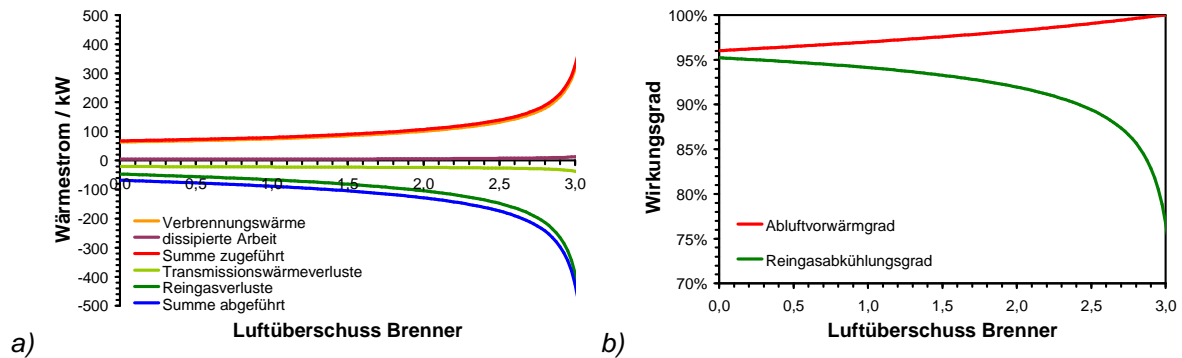 Wärmestrom / kW
500
400
300
200
100
0
-100
-200
-300
-400
-500
0,0 0,5 1,0 1,5 2,0 2,5 3,0
Verbrennungswärme
dissipierte Arbeit
Summe zugeführt
Transmissionswärmeverluste
Reingasverluste
Summe abgeführt
Luftüberschuss Brenner
a)
Wirkungsgrad
100%
95%
90%
85%
80%
75%
70%
Abluftvorwärmgrad
Reingasabkühlungsgrad
0,0 0,5 1,0 1,5 2,0 2,5 3,0
Luftüberschuss Brenner
b)